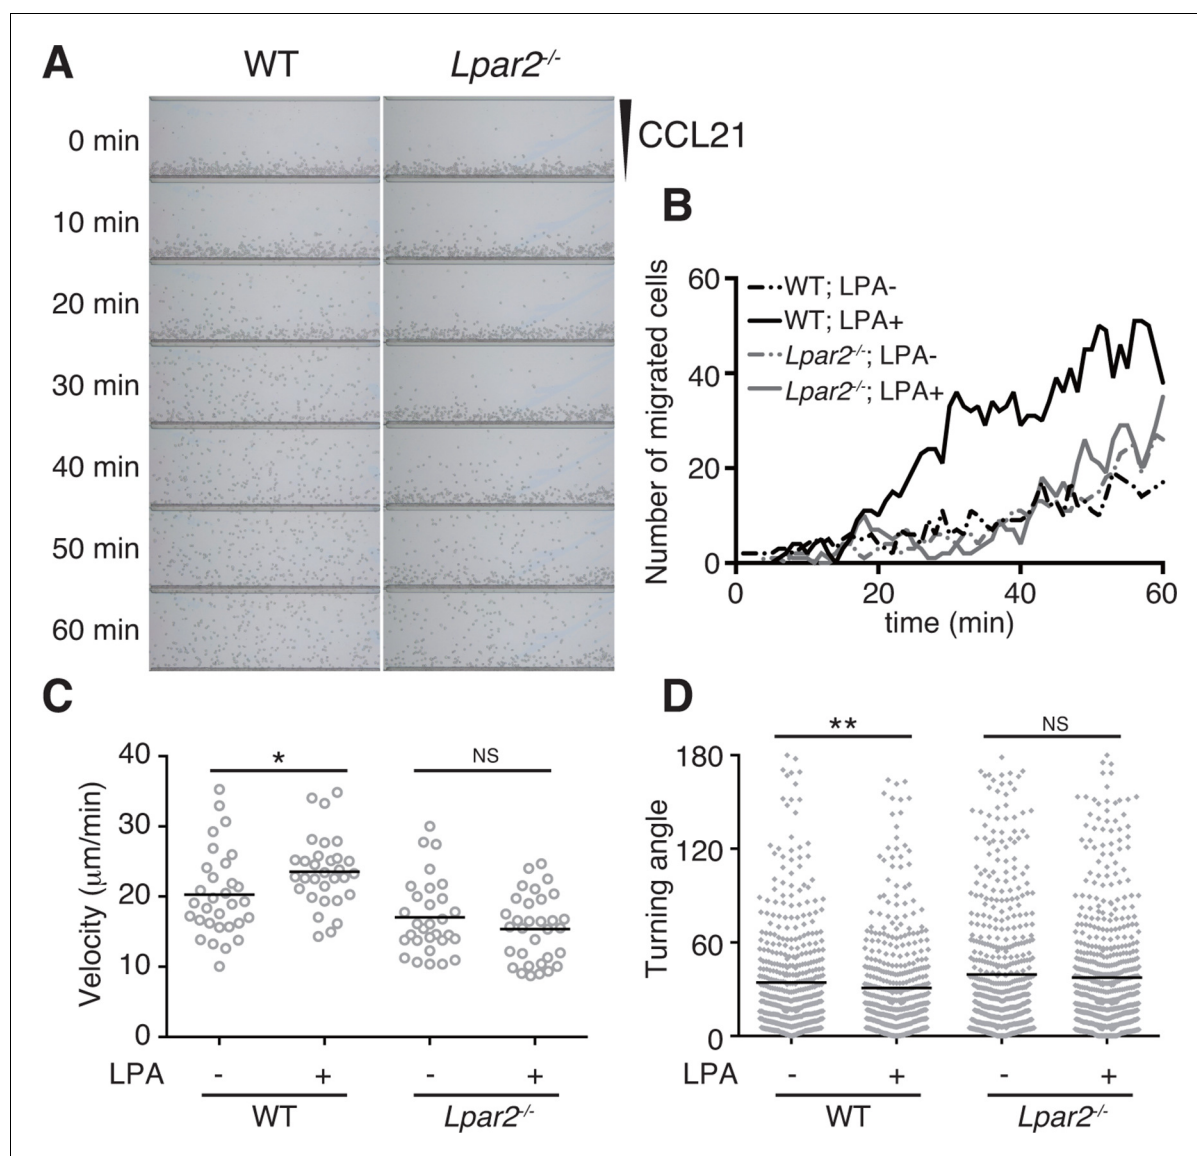 A
WT
Lpar2-/-
0 min
10 min
20 min
30 min
40 min
50 min
60 min
CCL21
B
Number of migrated cells
60
40
20
0
WT; LPA-
WT; LPA+
Lpar2-/-; LPA-
Lpar2-/-; LPA+
0
20
40
60
time (min)
C
Velocity (μm/min)
40
30
20
10
0
*
NS
LPA
-
+
-
+
WT
Lpar2-/-
D
Turning angle
180
120
60
0
**
NS
LPA
-
+
-
+
WT
Lpar2-/-